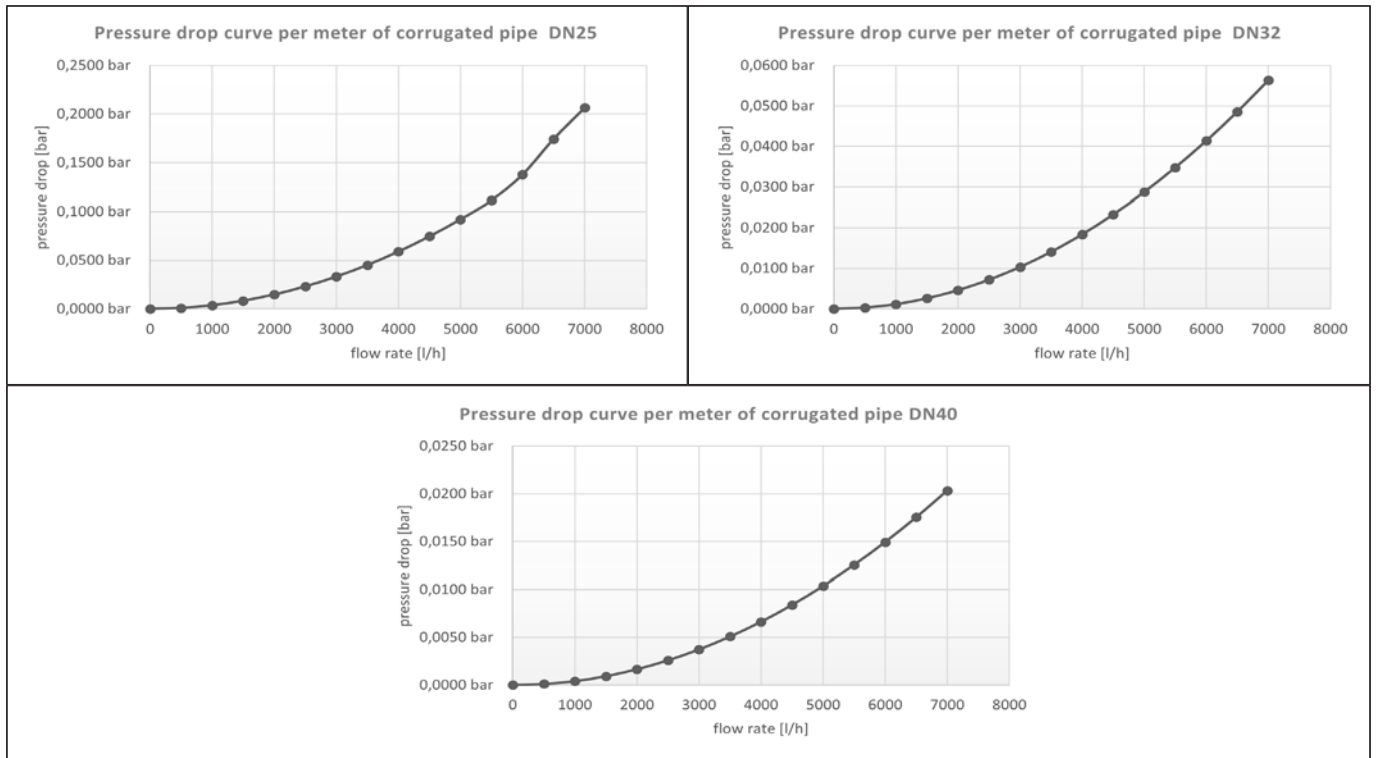 Pressure drop curve per meter of corrugated pipe DN25
0,2500 bar
0,2000 bar
0,1500 bar
0,1000 bar
0,0500 bar
0,0000 bar
pressure drop [bar]
0 1000 2000 3000 4000 5000 6000 7000 8000
flow rate [l/h]
Pressure drop curve per meter of corrugated pipe DN32
0,0600 bar
0,0500 bar
0,0400 bar
0,0300 bar
0,0200 bar
0,0100 bar
0,0000 bar
pressure drop [bar]
0 1000 2000 3000 4000 5000 6000 7000 8000
flow rate [l/h]
Pressure drop curve per meter of corrugated pipe DN40
0,0250 bar
0,0200 bar
0,0150 bar
0,0100 bar
0,0050 bar
0,0000 bar
pressure drop [bar]
0 1000 2000 3000 4000 5000 6000 7000 8000
flow rate [l/h]